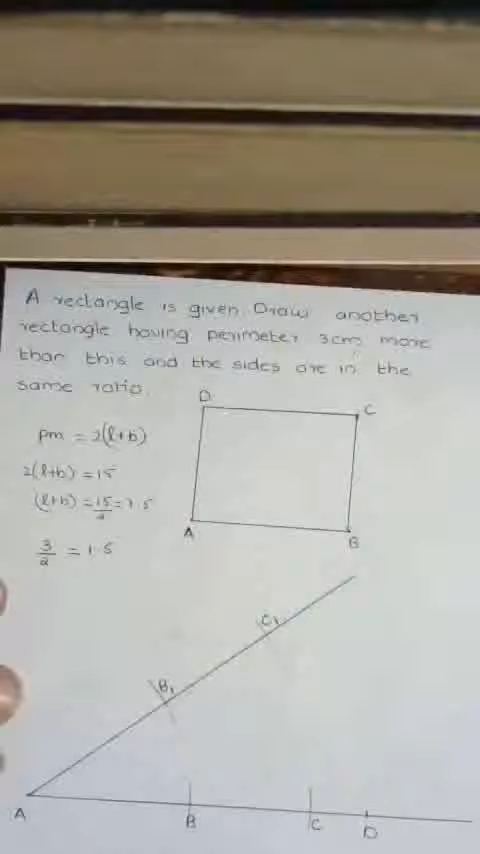 A rectangle is given. Draw another
rectangle having perimeter 3cm more
than this and the sides are in the
same ratio.
D
C
pm = 2(l+b)
2(l+b) = 15
(l+b) = 15/2 = 7.5
A
B
3/2 = 1.5
C₁
B₁
A
B
C
D